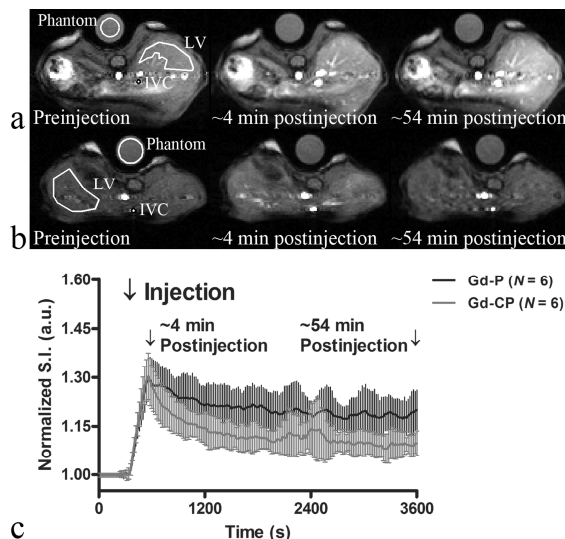 Phantom
LV
IVC
a
Preinjection
~4 min postinjection
~54 min postinjection
Phantom
LV
IVC
b
Preinjection
~4 min postinjection
~54 min postinjection
1.60
1.45
1.30
1.15
1.00
Normalized S.I. (a.u.)
↓ Injection
↓ ~4 min
Postinjection
~54 min
Postinjection ↓
Gd-P (N = 6)
Gd-CP (N = 6)
0 1200 2400 3600
Time (s)
c